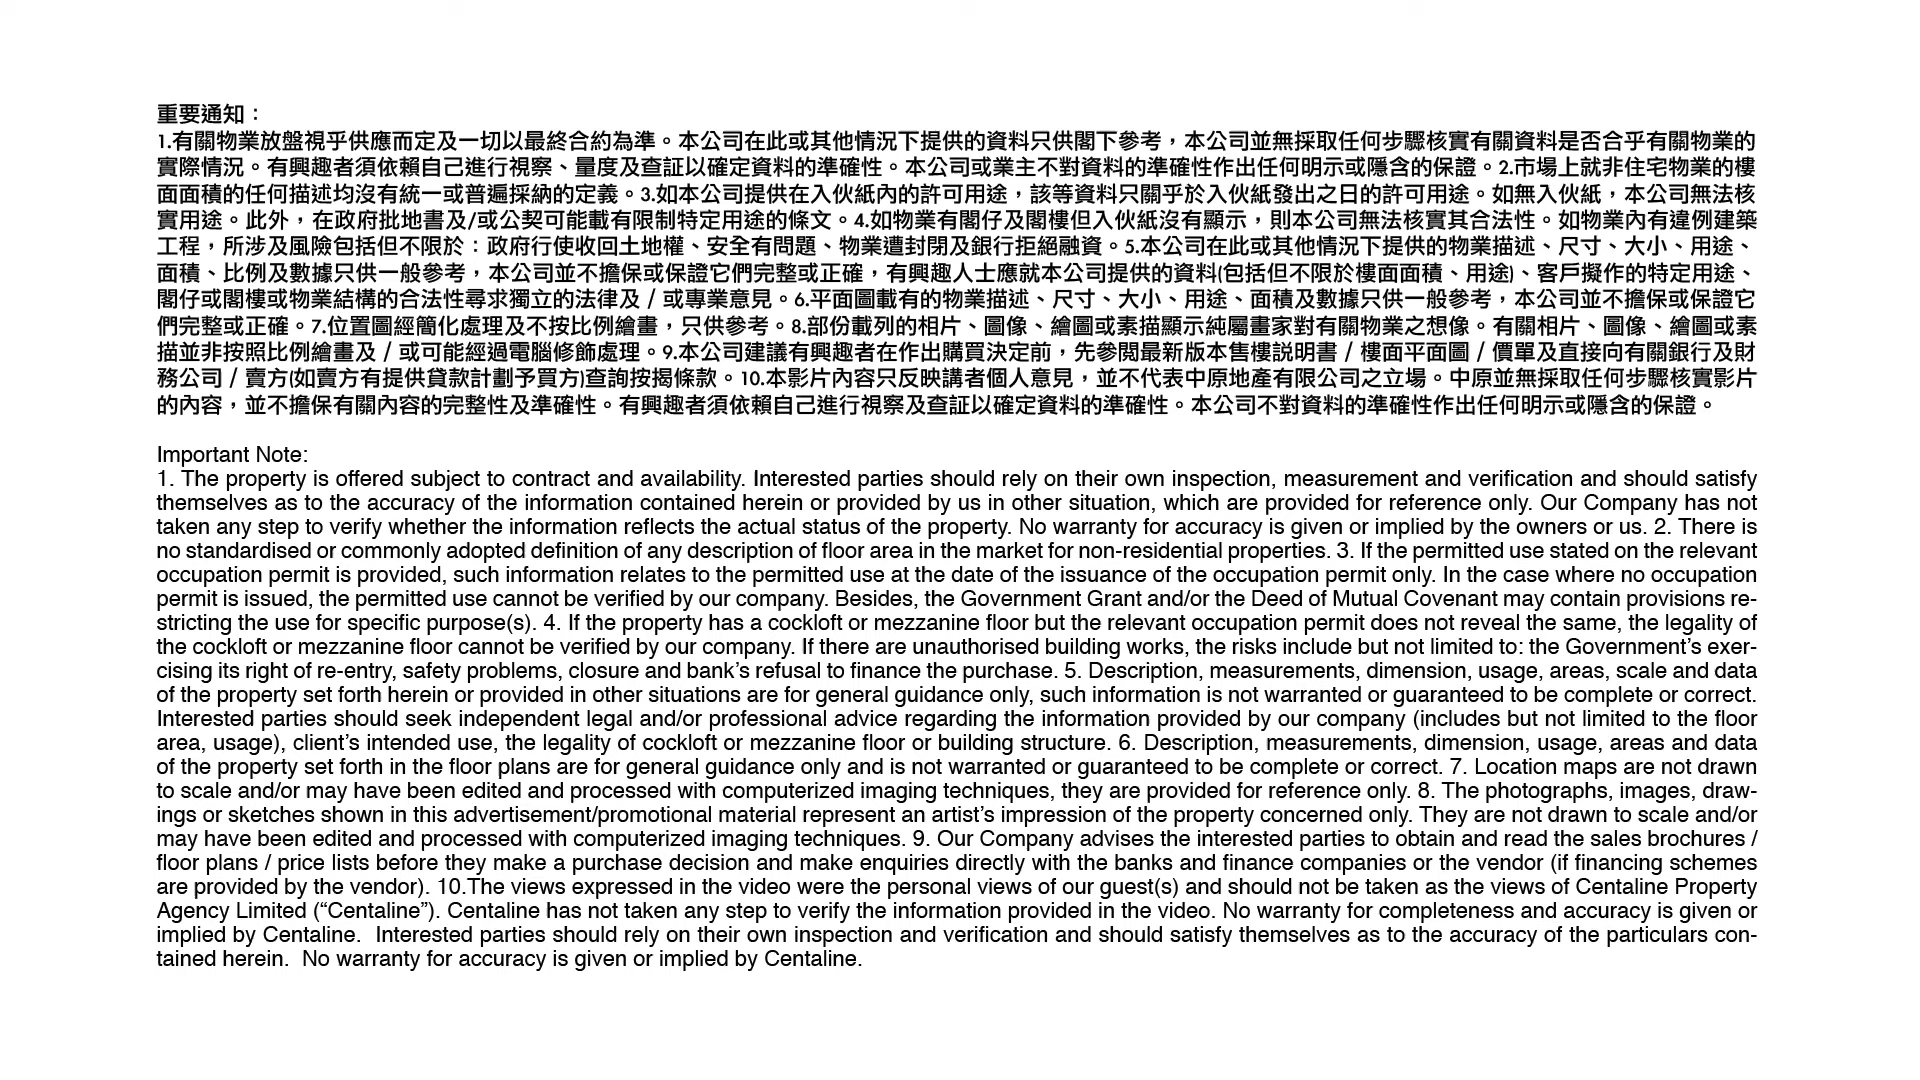 重要通知：
1.有關物業放盤視乎供應而定及一切以最終合約為準。本公司在此或其他情況下提供的資料只供閣下參考，本公司並無採取任何步驟核實有關資料是否合乎有關物業的
實際情況。有興趣者須依賴自己進行視察、量度及查証以確定資料的準確性。本公司或業主不對資料的準確性作出任何明示或隱含的保證。2.市場上就非住宅物業的樓
面面積的任何描述均沒有統一或普遍採納的定義。3.如本公司提供在入伙紙內的許可用途，該等資料只關乎於入伙紙發出之日的許可用途。如無入伙紙，本公司無法核
實用途。此外，在政府批地書及/或公契可能載有限制特定用途的條文。4.如物業有閣仔及閣樓但入伙紙沒有顯示，則本公司無法核實其合法性。如物業內有違例建築
工程，所涉及風險包括但不限於：政府行使收回土地權、安全有問題、物業遭封閉及銀行拒絕融資。5.本公司在此或其他情況下提供的物業描述、尺寸、大小、用途、
面積、比例及數據只供一般參考，本公司並不擔保或保證它們完整或正確，有興趣人士應就本公司提供的資料(包括但不限於樓面面積、用途)、客戶擬作的特定用途、
閣仔或閣樓或物業結構的合法性尋求獨立的法律及 / 或專業意見。6.平面圖載有的物業描述、尺寸、大小、用途、面積及數據只供一般參考，本公司並不擔保或保證它
們完整或正確。7.位置圖經簡化處理及不按比例繪畫，只供參考。8.部份載列的相片、圖像、繪圖或素描顯示純屬畫家對有關物業之想像。有關相片、圖像、繪圖或素
描並非按照比例繪畫及 / 或可能經過電腦修飾處理。9.本公司建議有興趣者在作出購買決定前，先參閱最新版本售樓説明書 / 樓面平面圖 / 價單及直接向有關銀行及財
務公司 / 賣方(如賣方有提供貸款計劃予買方)查詢按揭條款。10.本影片內容只反映講者個人意見，並不代表中原地產有限公司之立場。中原並無採取任何步驟核實影片
的內容，並不擔保有關內容的完整性及準確性。有興趣者須依賴自己進行視察及查証以確定資料的準確性。本公司不對資料的準確性作出任何明示或隱含的保證。
Important Note:
1. The property is offered subject to contract and availability. Interested parties should rely on their own inspection, measurement and verification and should satisfy
themselves as to the accuracy of the information contained herein or provided by us in other situation, which are provided for reference only. Our Company has not
taken any step to verify whether the information reflects the actual status of the property. No warranty for accuracy is given or implied by the owners or us. 2. There is
no standardised or commonly adopted definition of any description of floor area in the market for non-residential properties. 3. If the permitted use stated on the relevant
occupation permit is provided, such information relates to the permitted use at the date of the issuance of the occupation permit only. In the case where no occupation
permit is issued, the permitted use cannot be verified by our company. Besides, the Government Grant and/or the Deed of Mutual Covenant may contain provisions re-
stricting the use for specific purpose(s). 4. If the property has a cockloft or mezzanine floor but the relevant occupation permit does not reveal the same, the legality of
the cockloft or mezzanine floor cannot be verified by our company. If there are unauthorised building works, the risks include but not limited to: the Government’s exer-
cising its right of re-entry, safety problems, closure and bank’s refusal to finance the purchase. 5. Description, measurements, dimension, usage, areas, scale and data
of the property set forth herein or provided in other situations are for general guidance only, such information is not warranted or guaranteed to be complete or correct.
Interested parties should seek independent legal and/or professional advice regarding the information provided by our company (includes but not limited to the floor
area, usage), client’s intended use, the legality of cockloft or mezzanine floor or building structure. 6. Description, measurements, dimension, usage, areas and data
of the property set forth in the floor plans are for general guidance only and is not warranted or guaranteed to be complete or correct. 7. Location maps are not drawn
to scale and/or may have been edited and processed with computerized imaging techniques, they are provided for reference only. 8. The photographs, images, draw-
ings or sketches shown in this advertisement/promotional material represent an artist’s impression of the property concerned only. They are not drawn to scale and/or
may have been edited and processed with computerized imaging techniques. 9. Our Company advises the interested parties to obtain and read the sales brochures /
floor plans / price lists before they make a purchase decision and make enquiries directly with the banks and finance companies or the vendor (if financing schemes
are provided by the vendor). 10.The views expressed in the video were the personal views of our guest(s) and should not be taken as the views of Centaline Property
Agency Limited (“Centaline”). Centaline has not taken any step to verify the information provided in the video. No warranty for completeness and accuracy is given or
implied by Centaline.  Interested parties should rely on their own inspection and verification and should satisfy themselves as to the accuracy of the particulars con-
tained herein.  No warranty for accuracy is given or implied by Centaline.